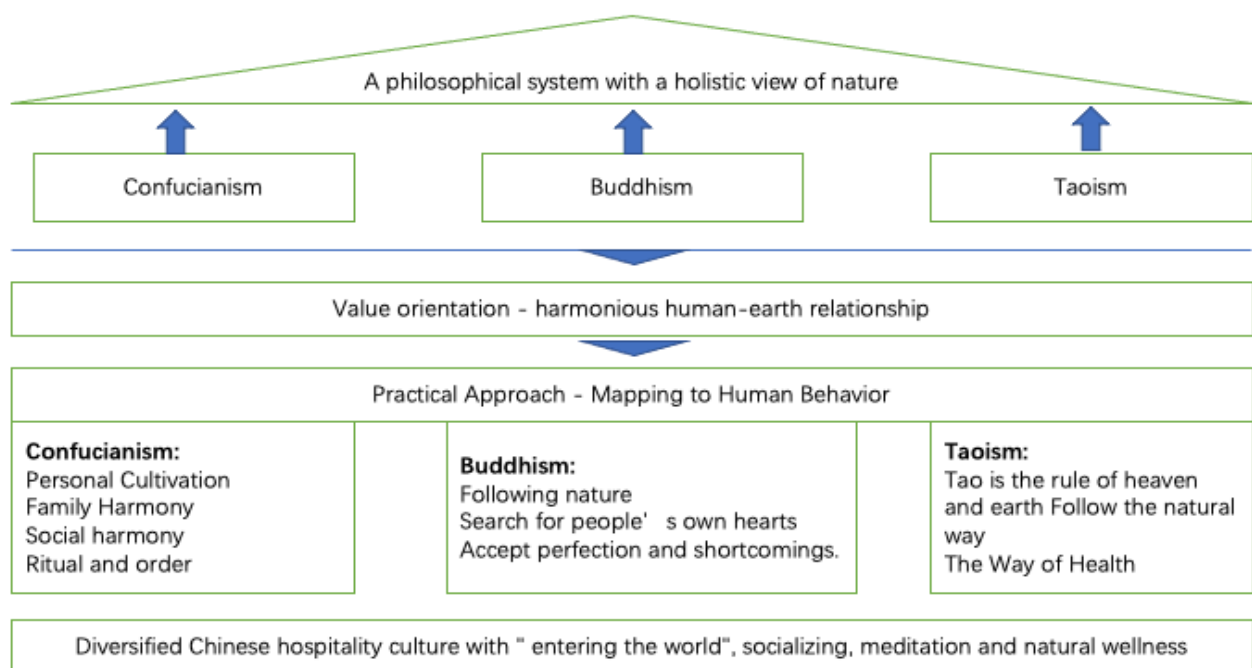 A philosophical system with a holistic view of nature
Confucianism
Buddhism
Taoism
Value orientation - harmonious human-earth relationship
Practical Approach - Mapping to Human Behavior
Confucianism:
Personal Cultivation
Family Harmony
Social harmony
Ritual and order
Buddhism:
Following nature
Search for people' s own hearts
Accept perfection and shortcomings.
Taoism:
Tao is the rule of heaven
and earth Follow the natural
way
The Way of Health
Diversified Chinese hospitality culture with " entering the world", socializing, meditation and natural wellness